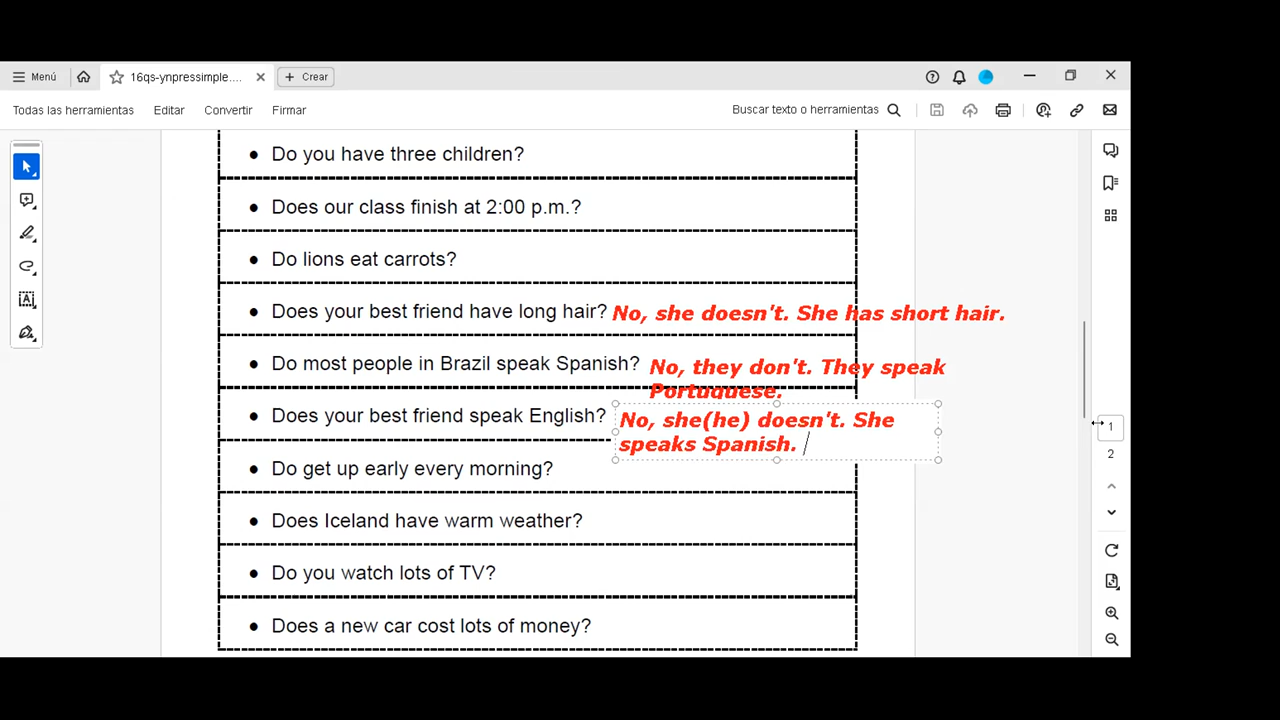 Menú
16qs-ynpressimple....
Crear
Todas las herramientas
Editar
Convertir
Firmar
Buscar texto o herramientas
• Do you have three children?
• Does our class finish at 2:00 p.m.?
• Do lions eat carrots?
• Does your best friend have long hair? No, she doesn't. She has short hair.
• Do most people in Brazil speak Spanish? No, they don't. They speak
Portuguese.
• Does your best friend speak English? No, she(he) doesn't. She
speaks Spanish.
• Do get up early every morning?
• Does Iceland have warm weather?
• Do you watch lots of TV?
• Does a new car cost lots of money?
1
2